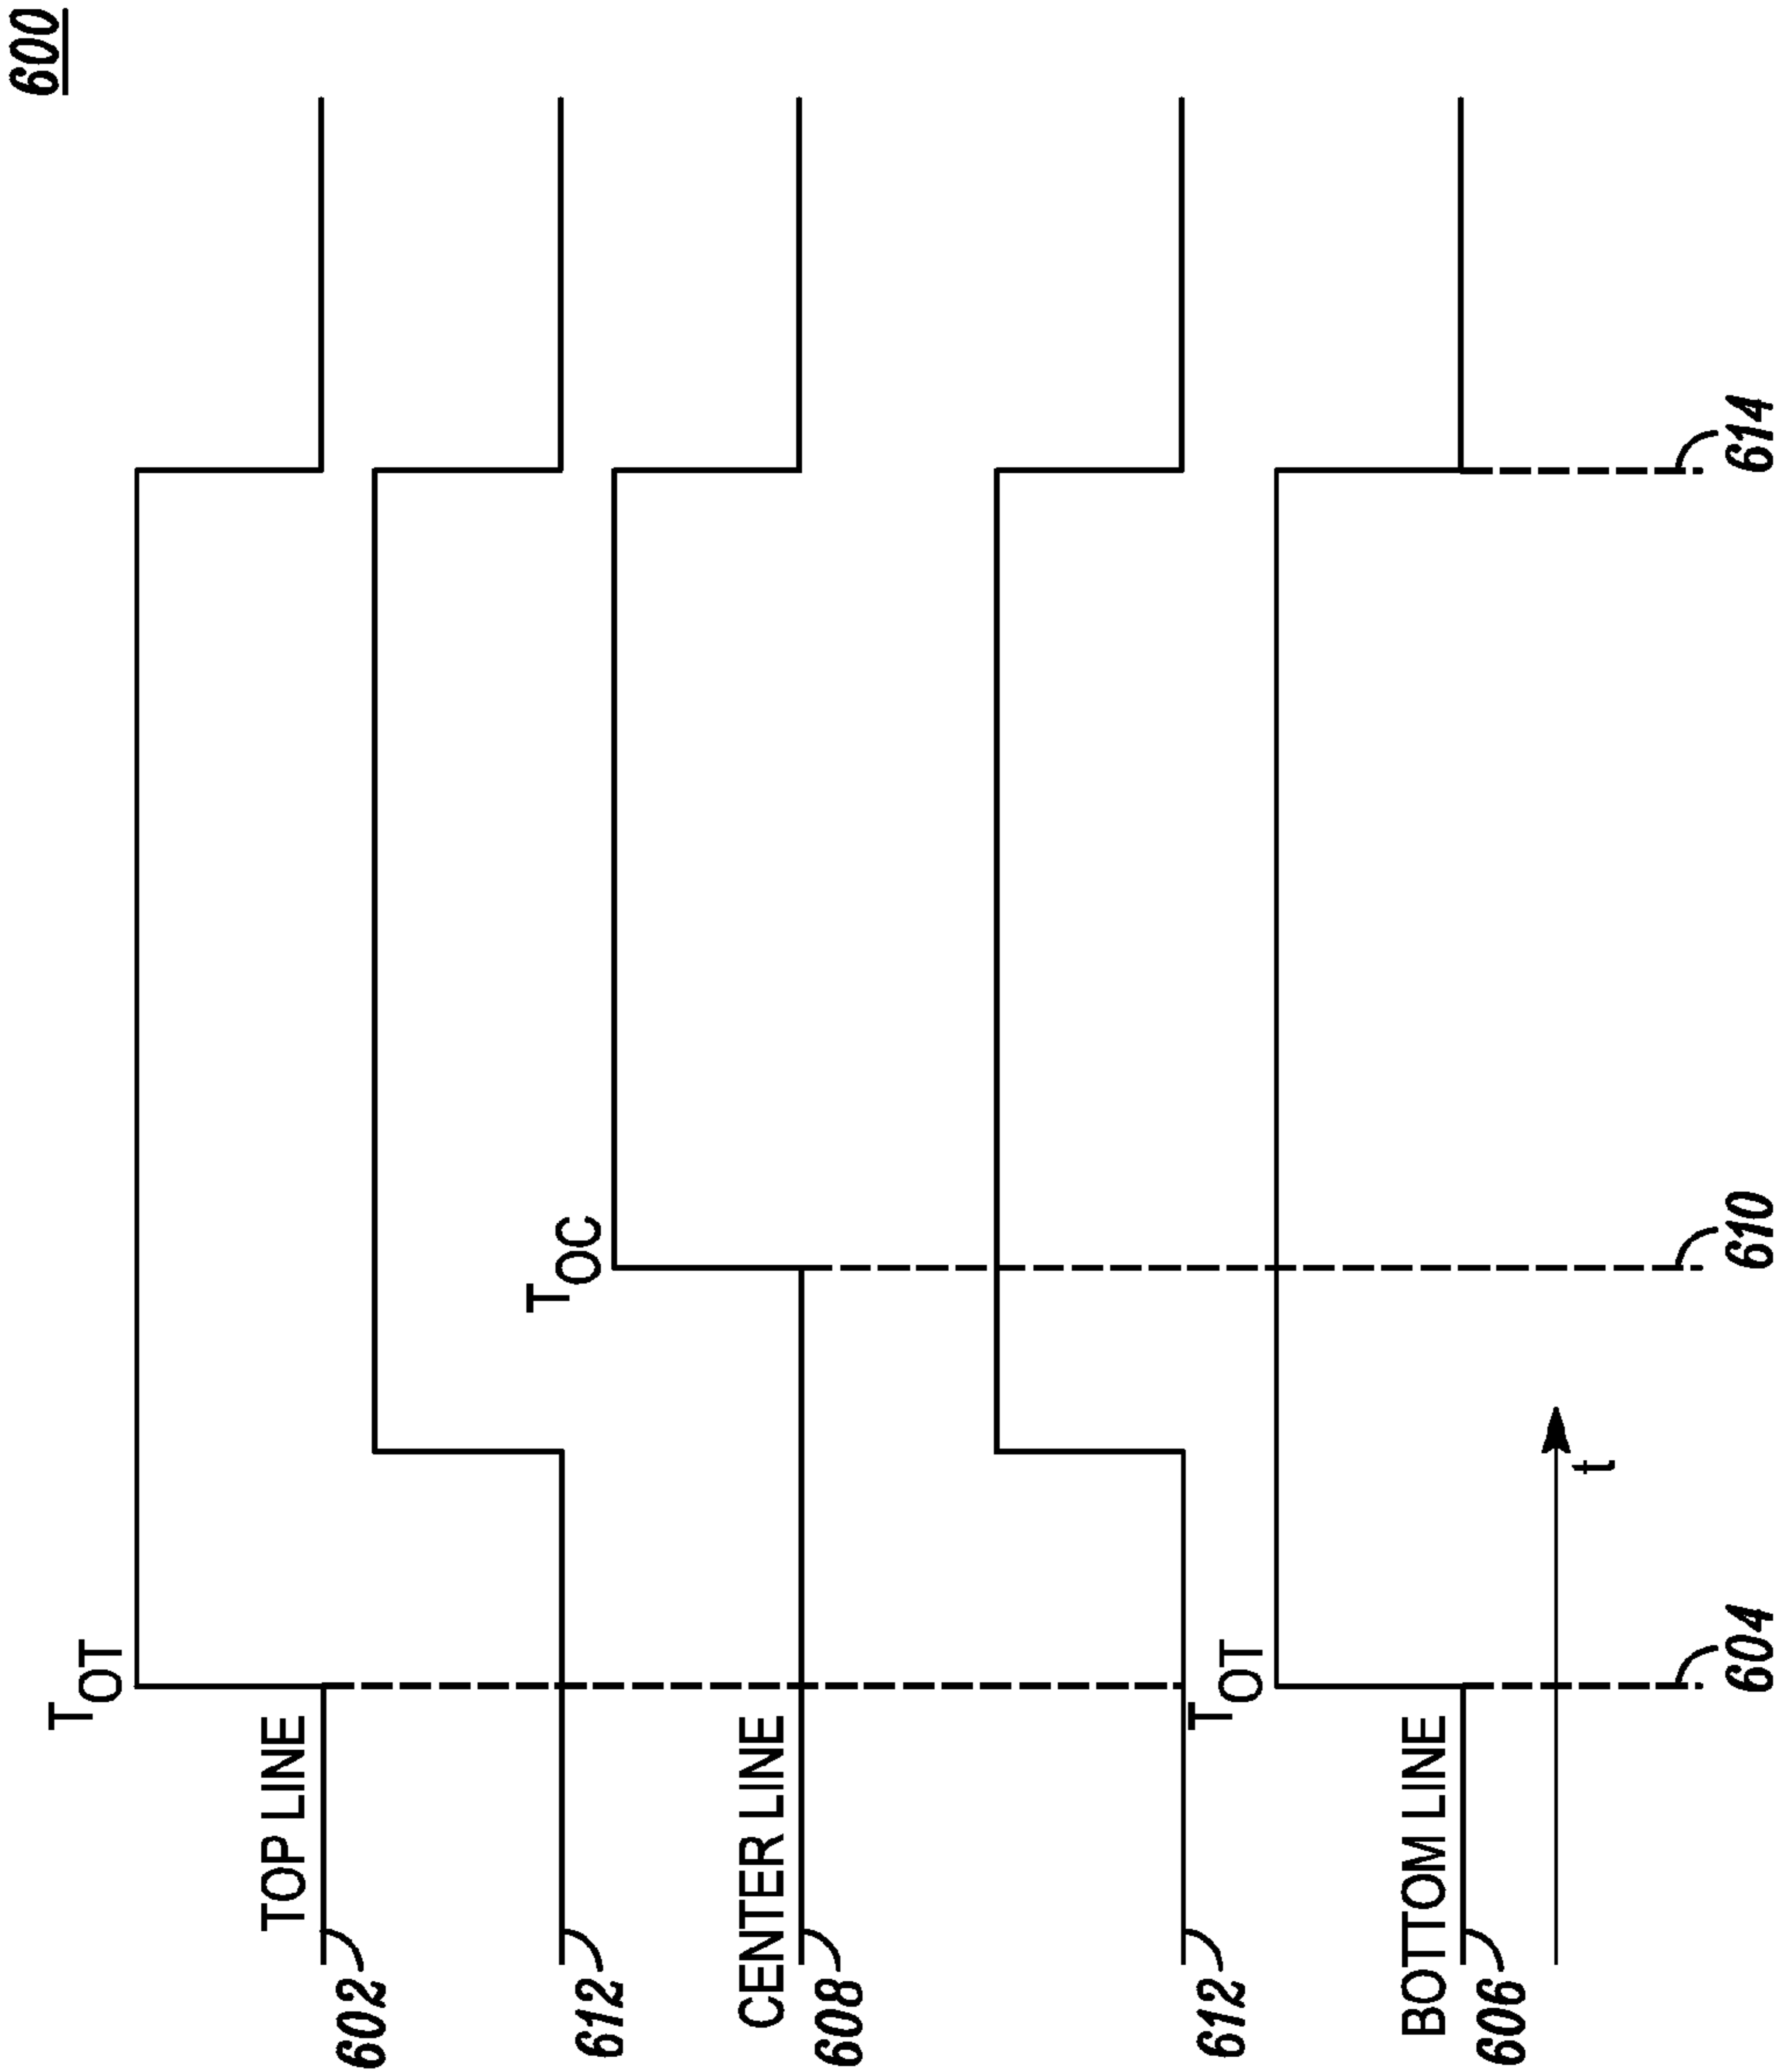 600
T_OT
TOP LINE
602
612
T_OC
CENTER LINE
608
612
T_OT
BOTTOM LINE
606
t
604
610
614